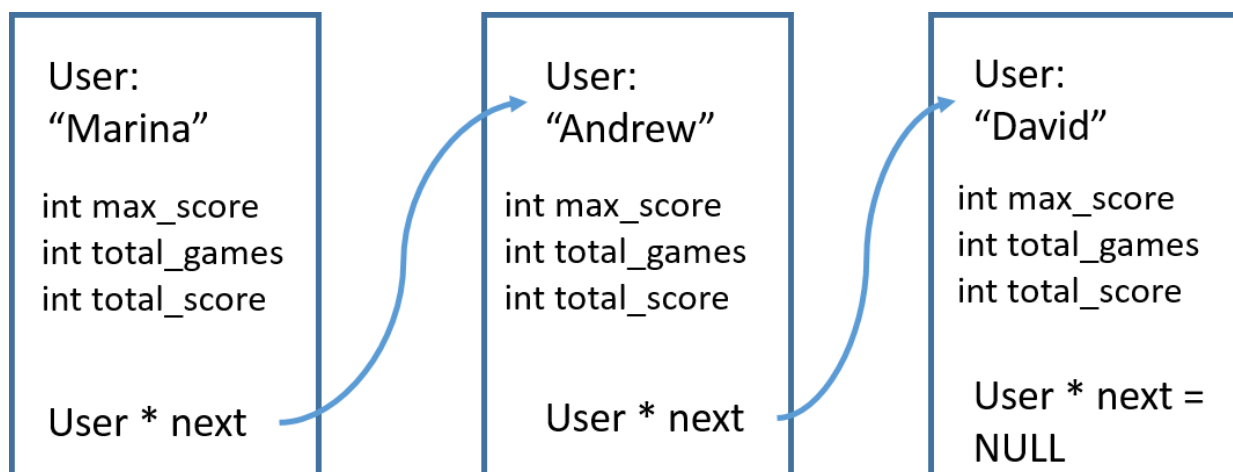 User:
“Marina”
int max_score
int total_games
int total_score
User * next
User:
“Andrew”
int max_score
int total_games
int total_score
User * next
User:
“David”
int max_score
int total_games
int total_score
User * next =
NULL